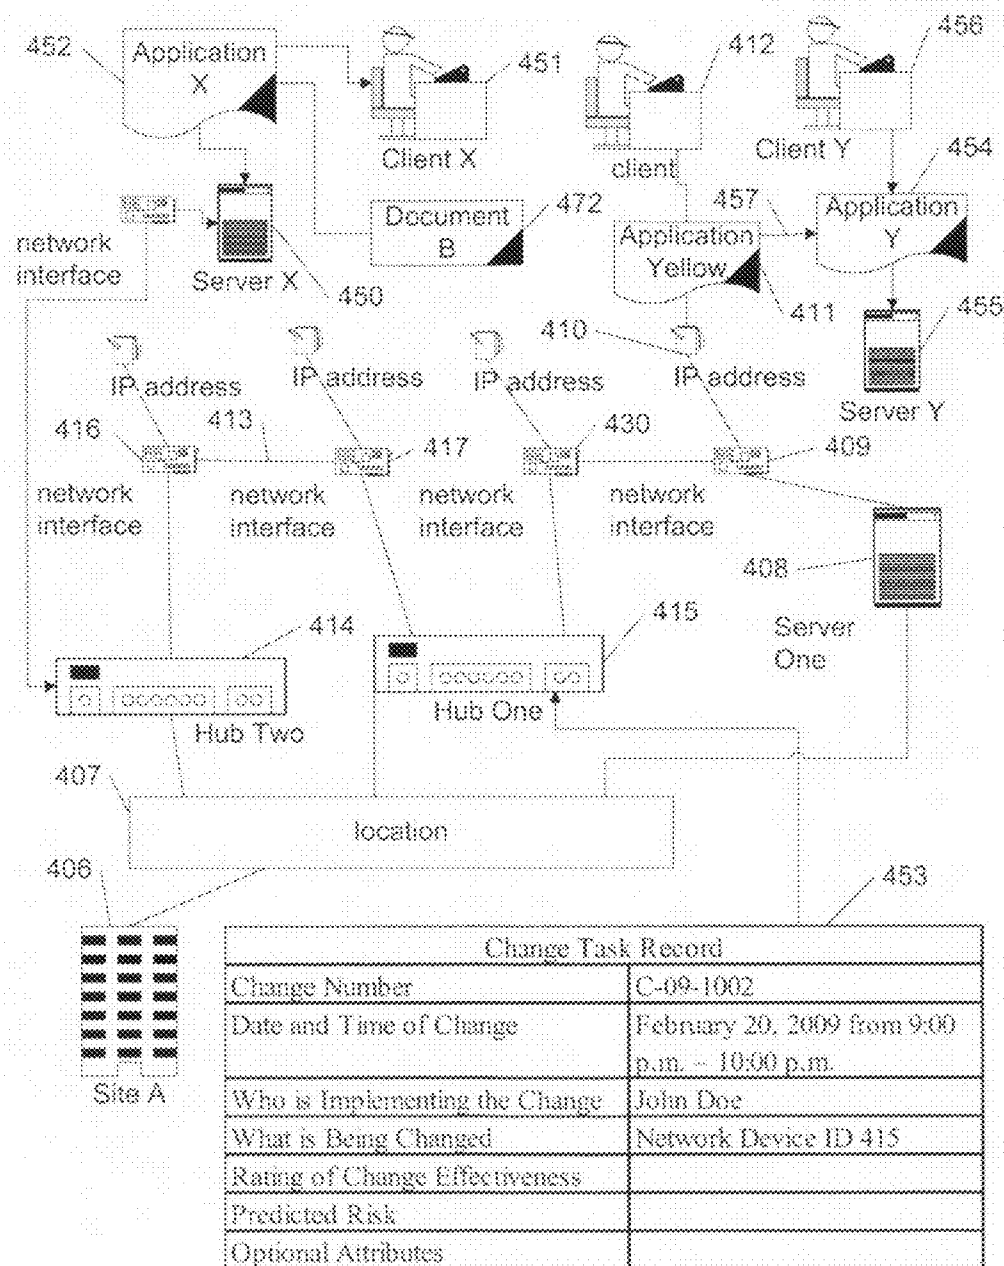 452
Application
X
451
Client X
412
client
456
Client Y
454
Application
Y
457
network
interface
Server X
450
Document
B
472
Application
Yellow
411
455
Server Y
410
IP address
IP address
IP address
IP address
416
413
417
430
409
network
interface
network
interface
network
interface
network
interface
408
Server
One
414
Hub Two
415
Hub One
407
location
406
Site A
453
Change Task Record
Change Number
C-09-1002
Date and Time of Change
February 20, 2009 from 9:00
p.m. – 10:00 p.m.
Who is Implementing the Change
John Doe
What is Being Changed
Network Device ID 415
Rating of Change Effectiveness
Predicted Risk
Optional Attributes